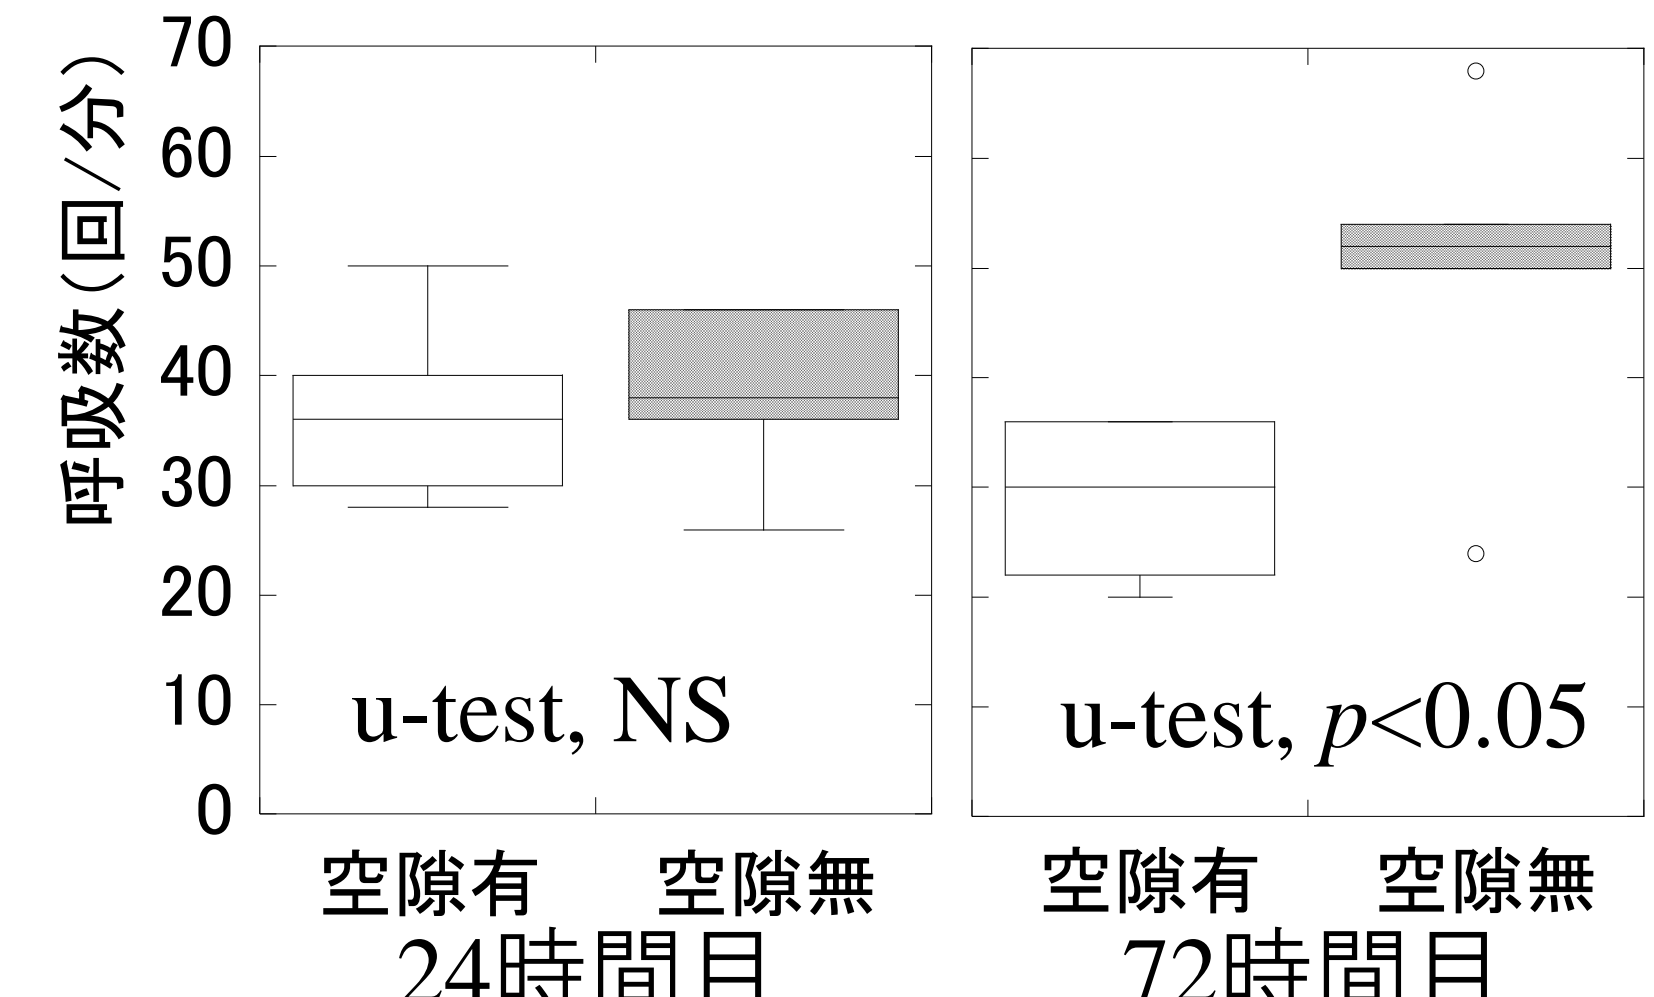 呼吸数(回/分)
70
60
50
40
30
20
10
0
u-test, NS
u-test, p<0.05
空隙有 空隙無 空隙有 空隙無
24時間目 72時間目